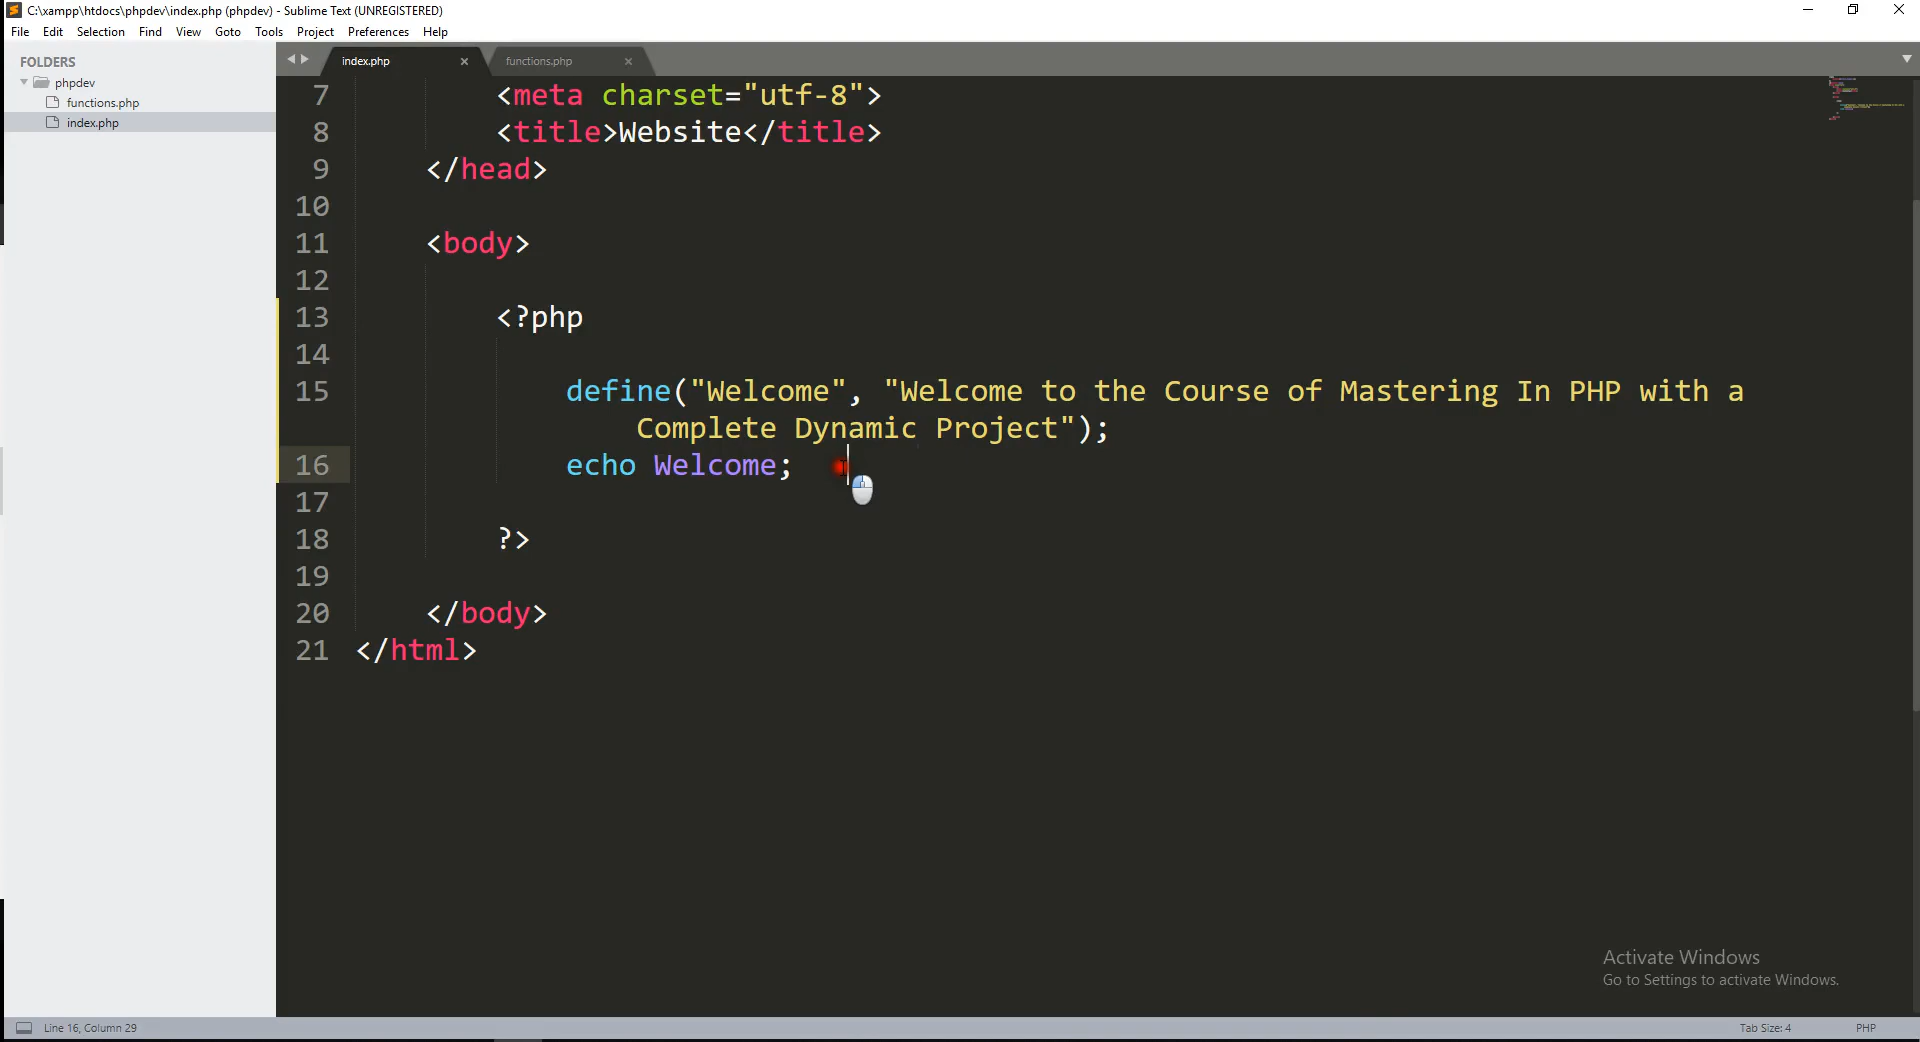 C:\xampp\htdocs\phpdev\index.php (phpdev) - Sublime Text (UNREGISTERED)
File Edit Selection Find View Goto Tools Project Preferences Help
FOLDERS
phpdev
functions.php
index.php
index.php × functions.php ×
7 <meta charset="utf-8">
8 <title>Website</title>
9 </head>
10
11 <body>
12
13 <?php
14
15 define("Welcome", "Welcome to the Course of Mastering In PHP with a
Complete Dynamic Project");
16 echo Welcome;
17
18 ?>
19
20 </body>
21 </html>
Activate Windows
Go to Settings to activate Windows.
Line 16, Column 29 Tab Size: 4 PHP